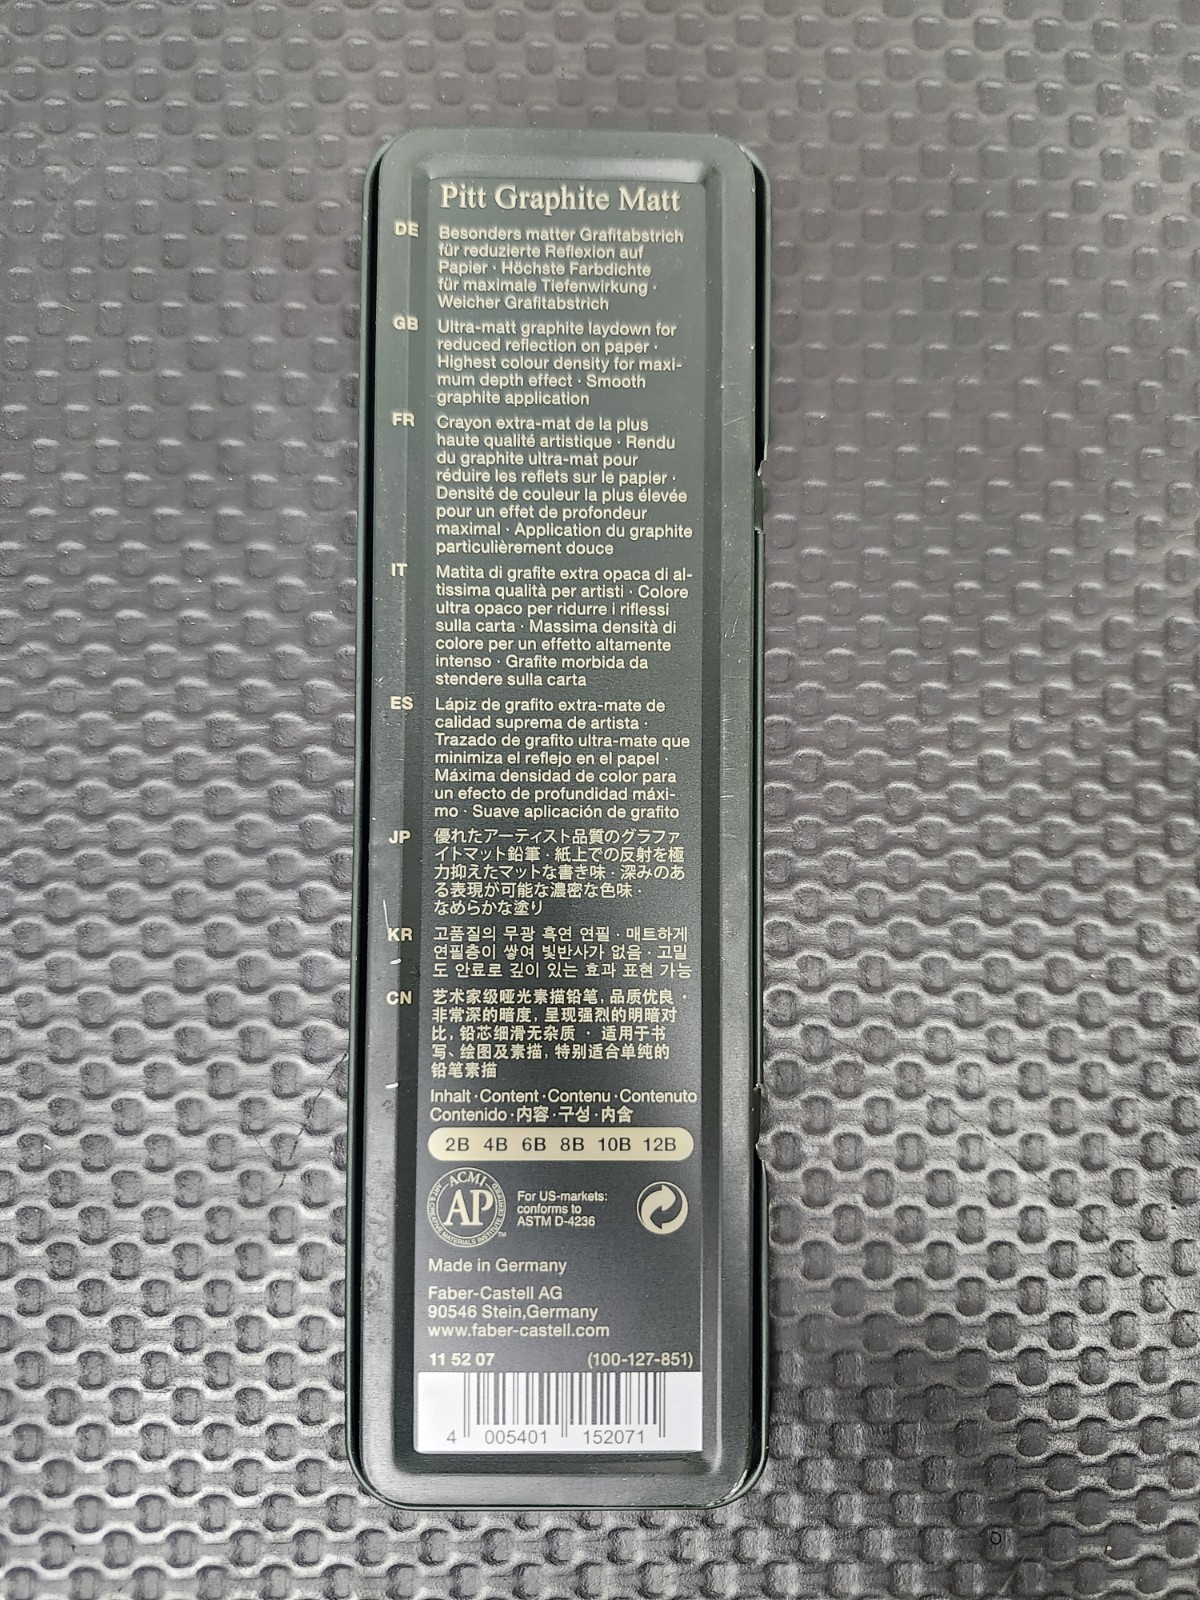 Pitt Graphite Matt
DE Besonders matter Grafitabstrich
für reduzierte Reflexion auf
Papier · Höchste Farbdichte
für maximale Tiefenwirkung ·
Weicher Grafitabstrich
GB Ultra-matt graphite laydown for
reduced reflection on paper ·
Highest colour density for maxi-
mum depth effect · Smooth
graphite application
FR Crayon extra-mat de la plus
haute qualité artistique · Rendu
du graphite ultra-mat pour
réduire les reflets sur le papier ·
Densité de couleur la plus élevée
pour un effet de profondeur
maximal · Application du graphite
particulièrement douce
IT Matita di grafite extra opaca di al-
tissima qualità per artisti · Colore
ultra opaco per ridurre i riflessi
sulla carta · Massima densità di
colore per un effetto altamente
intenso · Grafite morbida da
stendere sulla carta
ES Lápiz de grafito extra-mate de
calidad suprema de artista ·
Trazado de grafito ultra-mate que
minimiza el reflejo en el papel ·
Máxima densidad de color para
un efecto de profundidad máxi-
mo · Suave aplicación de grafito
JP 優れたアーティスト品質のグラファ
イトマット鉛筆 · 紙上での反射を極
力抑えたマットな書き味 · 深みのあ
る表現が可能な濃密な色味 ·
なめらかな塗り
KR 고품질의 무광 흑연 연필 · 매트하게
연필층이 쌓여 빛반사가 없음 · 고밀
도 안료로 깊이 있는 효과 표현 가능
CN 艺术家级哑光素描铅笔, 品质优良 ·
非常深的暗度, 呈现强烈的明暗对
比, 铅芯细滑无杂质 · 适用于书
写、绘图及素描, 特别适合单纯的
铅笔素描
Inhalt · Content · Contenu · Contenuto
Contenido · 内容 · 구성 · 内含
2B 4B 6B 8B 10B 12B
ACMI
AP
ART & CREATIVE MATERIALS INSTITUTE CERTIFIED
TM
For US-markets:
conforms to
ASTM D-4236
Made in Germany
Faber-Castell AG
90546 Stein,Germany
www.faber-castell.com
11 52 07 (100-127-851)
4 005401 152071